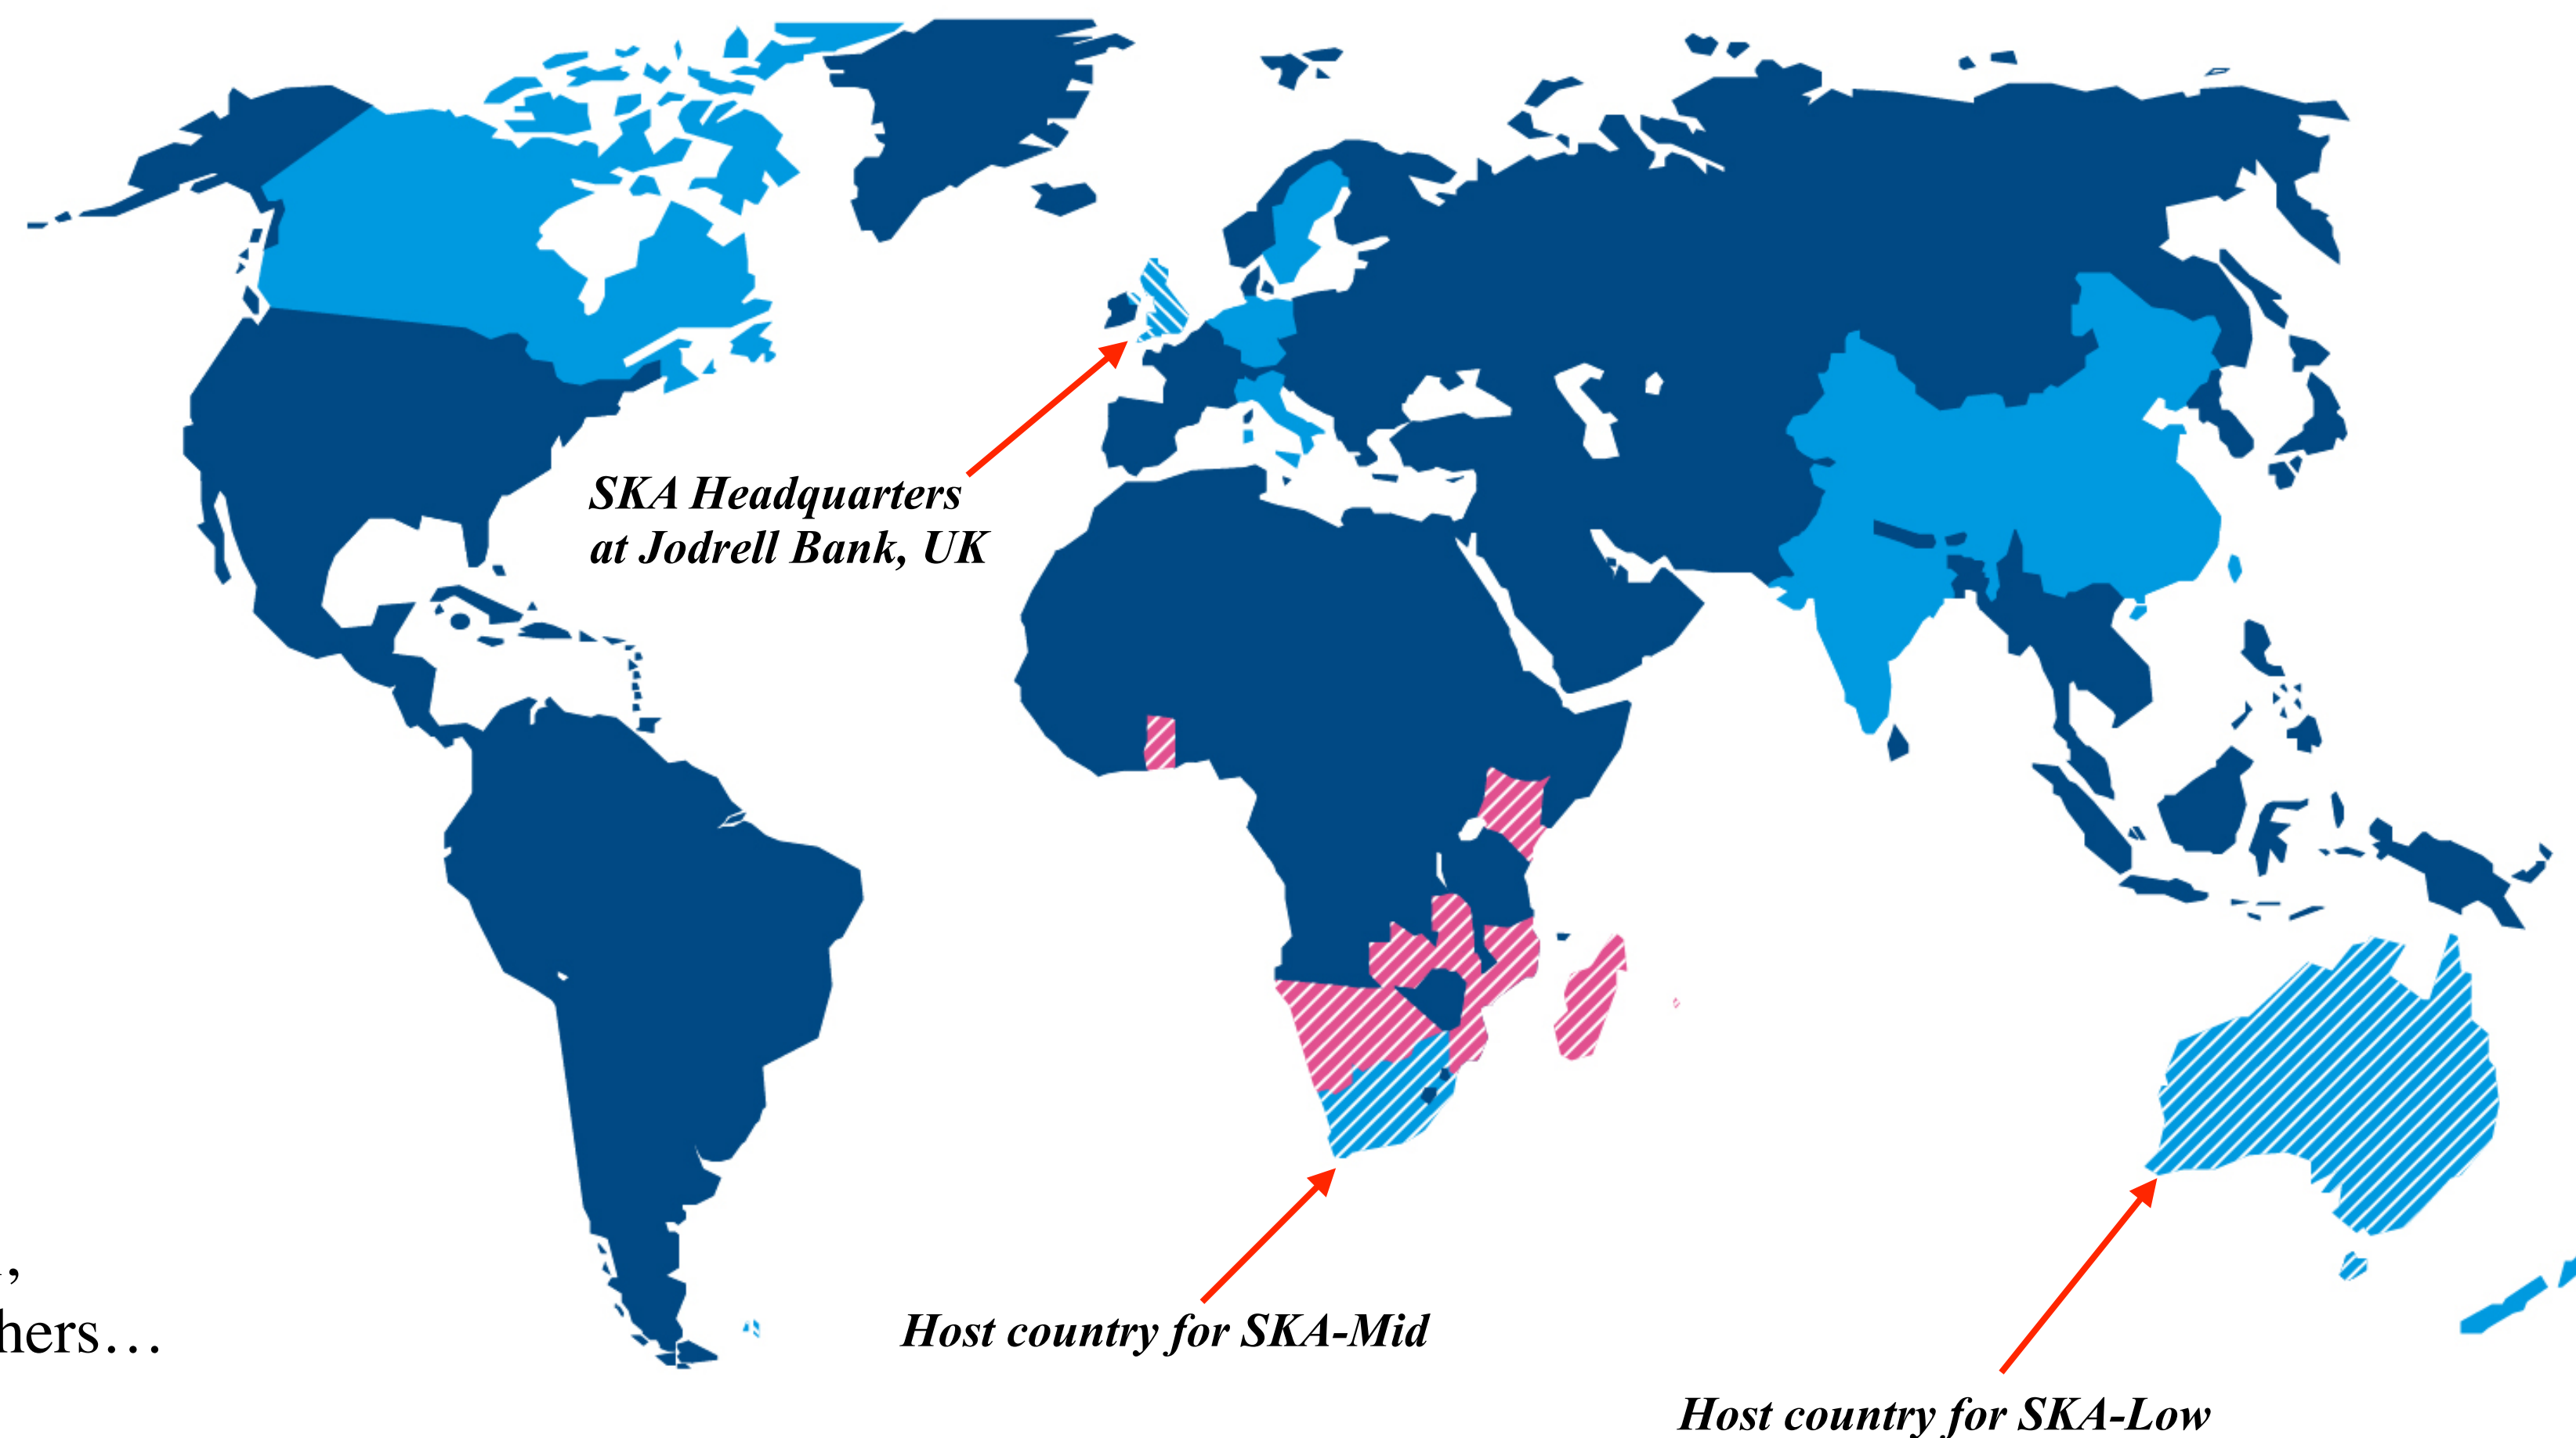 SKA Headquarters
at Jodrell Bank, UK
hers…
Host country for SKA-Mid
Host country for SKA-Low